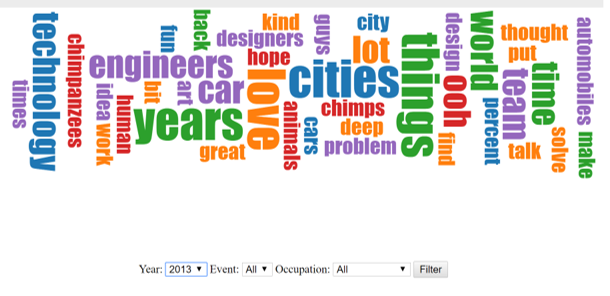 times
technology
chimpanzees
engineers
idea
work
human
bit
years
fun
art
back
car
great
designers
kind
hope
love
animals
guys
cities
chimps
cars
deep
problem
city
lot
things
design
ooh
find
world
percent
thought
put
team
talk
time
solve
automobiles
make
Year: 2013 Event: All Occupation: All Filter